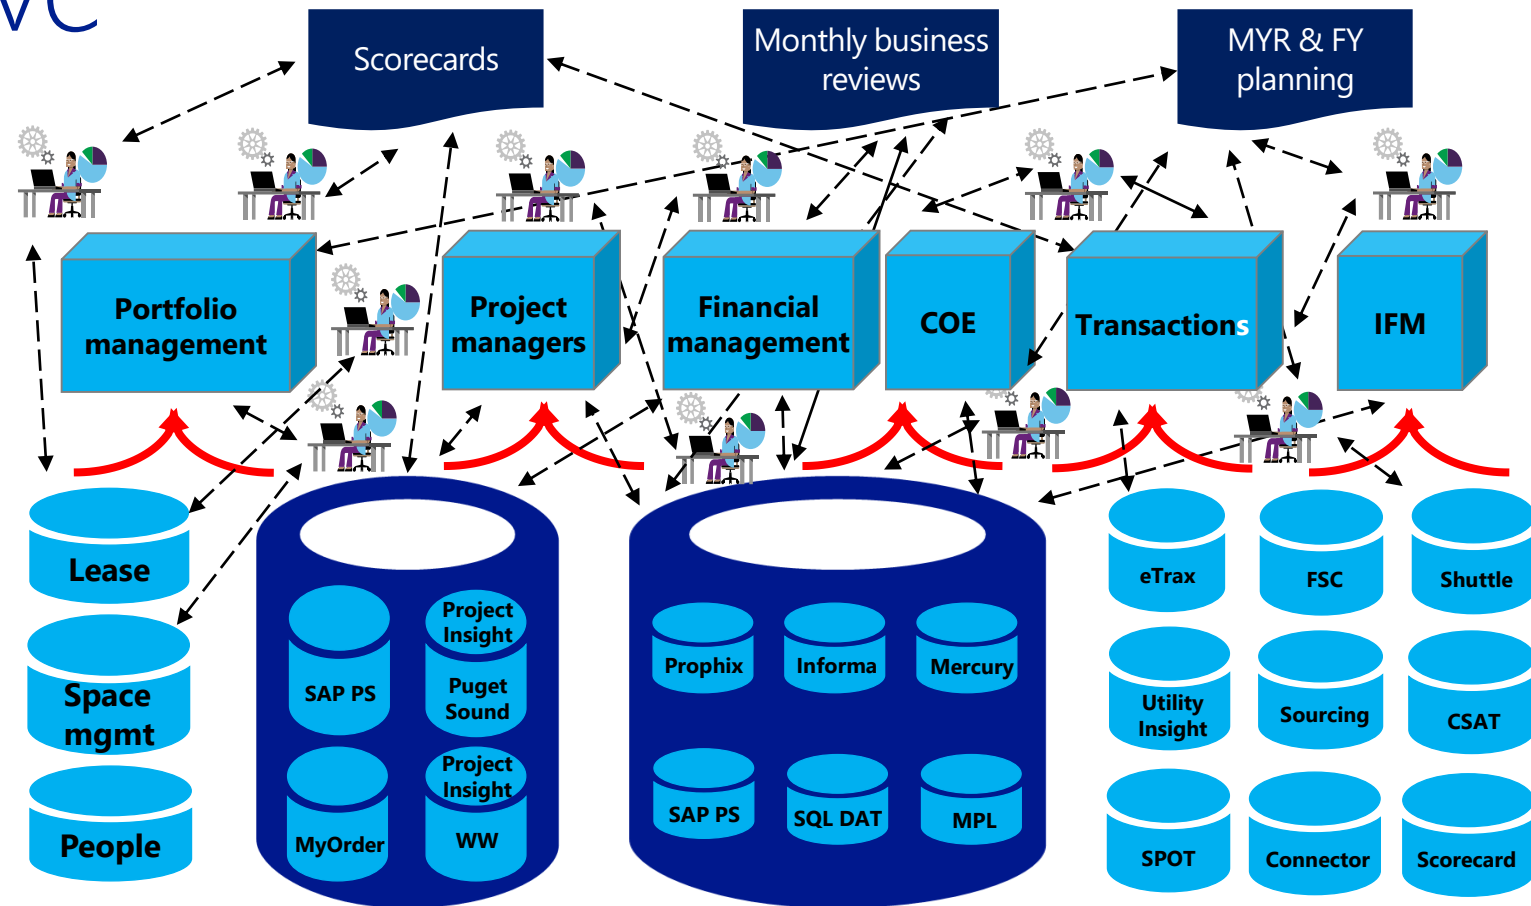 Scorecards
Monthly business
reviews
MYR & FY
planning
Portfolio
management
Project
managers
Financial
management
COE
Transactions
IFM
Lease
Space
mgmt
People
SAP PS
Project
Insight
Puget
Sound
MyOrder
Project
Insight
WW
Prophix
Informa
Mercury
SAP PS
SQL DAT
MPL
eTrax
FSC
Shuttle
Utility
Insight
Sourcing
CSAT
SPOT
Connector
Scorecard